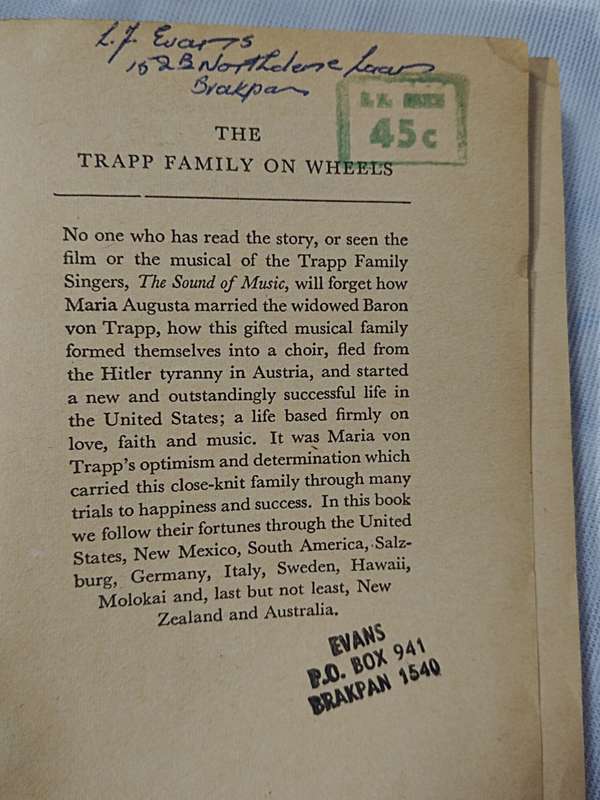 L.J. Evans
152B Northdene Laan
Brakpan
S.A. PRICE
45c
THE
TRAPP FAMILY ON WHEELS
No one who has read the story, or seen the
film or the musical of the Trapp Family
Singers, The Sound of Music, will forget how
Maria Augusta married the widowed Baron
von Trapp, how this gifted musical family
formed themselves into a choir, fled from
the Hitler tyranny in Austria, and started
a new and outstandingly successful life in
the United States; a life based firmly on
love, faith and music. It was Maria von
Trapp's optimism and determination which
carried this close-knit family through many
trials to happiness and success. In this book
we follow their fortunes through the United
States, New Mexico, South America, Salz-
burg, Germany, Italy, Sweden, Hawaii,
Molokai and, last but not least, New
Zealand and Australia.
EVANS
P.O. BOX 941
BRAKPAN 1540